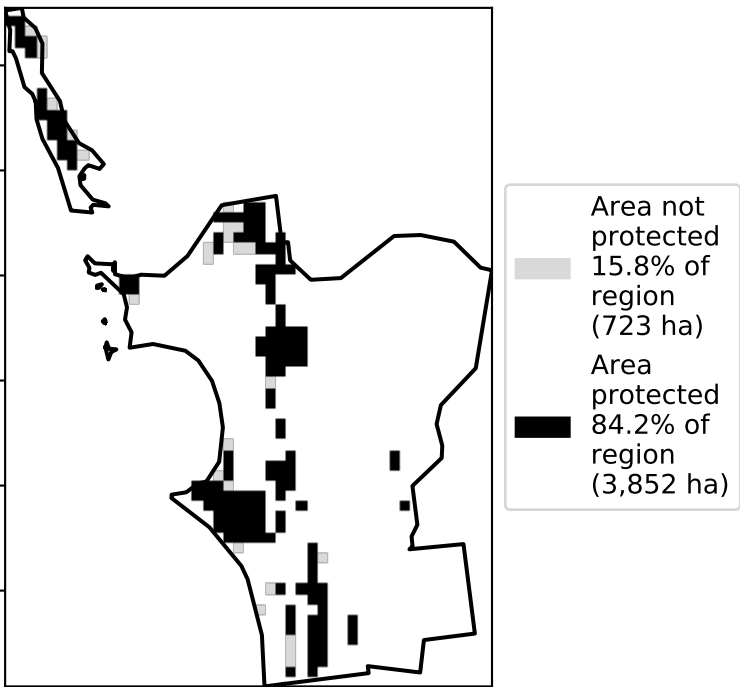 Area not
protected
15.8% of
region
(723 ha)
Area
protected
84.2% of
region
(3,852 ha)